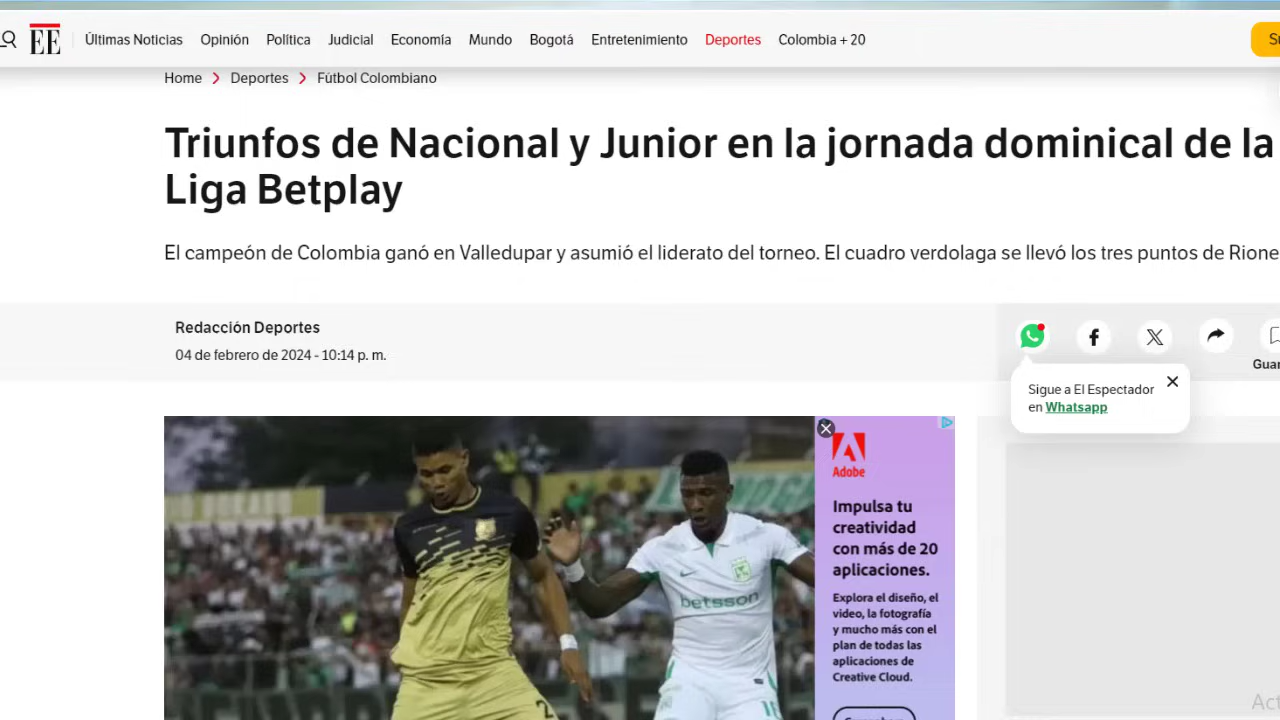 EE Últimas Noticias Opinión Política Judicial Economía Mundo Bogotá Entretenimiento Deportes Colombia + 20
Home Deportes Fútbol Colombiano
Triunfos de Nacional y Junior en la jornada dominical de la
Liga Betplay
El campeón de Colombia ganó en Valledupar y asumió el liderato del torneo. El cuadro verdolaga se llevó los tres puntos de
Redacción Deportes
04 de febrero de 2024 - 10:14 p. m.
Sigue a El Espectador
en Whatsapp
Adobe
Impulsa tu
creatividad
con más de 20
aplicaciones.
Explora el diseño, el
video, la fotografía
y mucho más con el
plan de todas las
aplicaciones de
Creative Cloud.
betsson